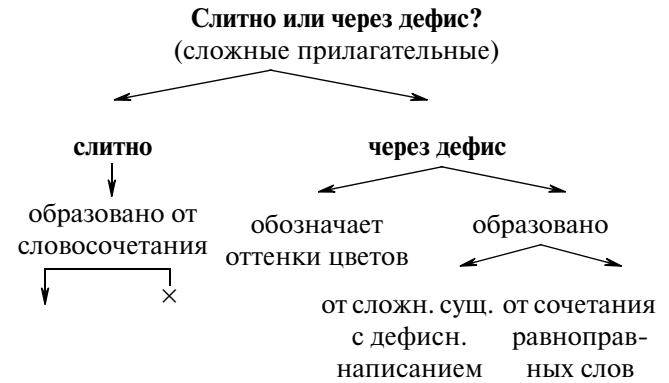 Слитно или через дефис?
(сложные прилагательные)
слитно
через дефис
образовано от
словосочетания
×
обозначает
оттенки цветов
образовано
от сложн. сущ.
с дефисн.
написанием
от сочетания
равноправ-
ных слов